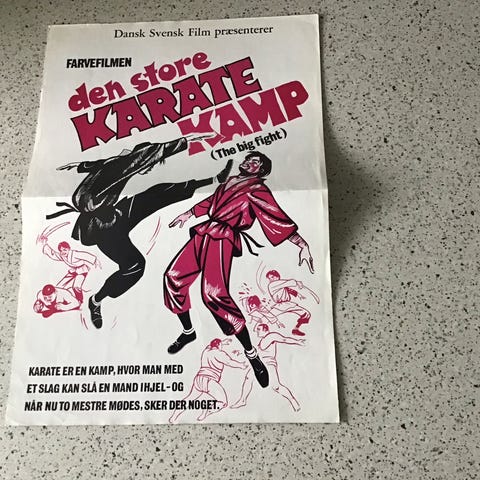 Dansk Svensk Film præsenterer
FARVEFILMEN
den store
KARATE
KAMP
(The big fight)
KARATE ER EN KAMP, HVOR MAN MED
ET SLAG KAN SLÅ EN MAND IHJEL-OG
NÅR NU TO MESTRE MØDES, SKER DER NOGET.